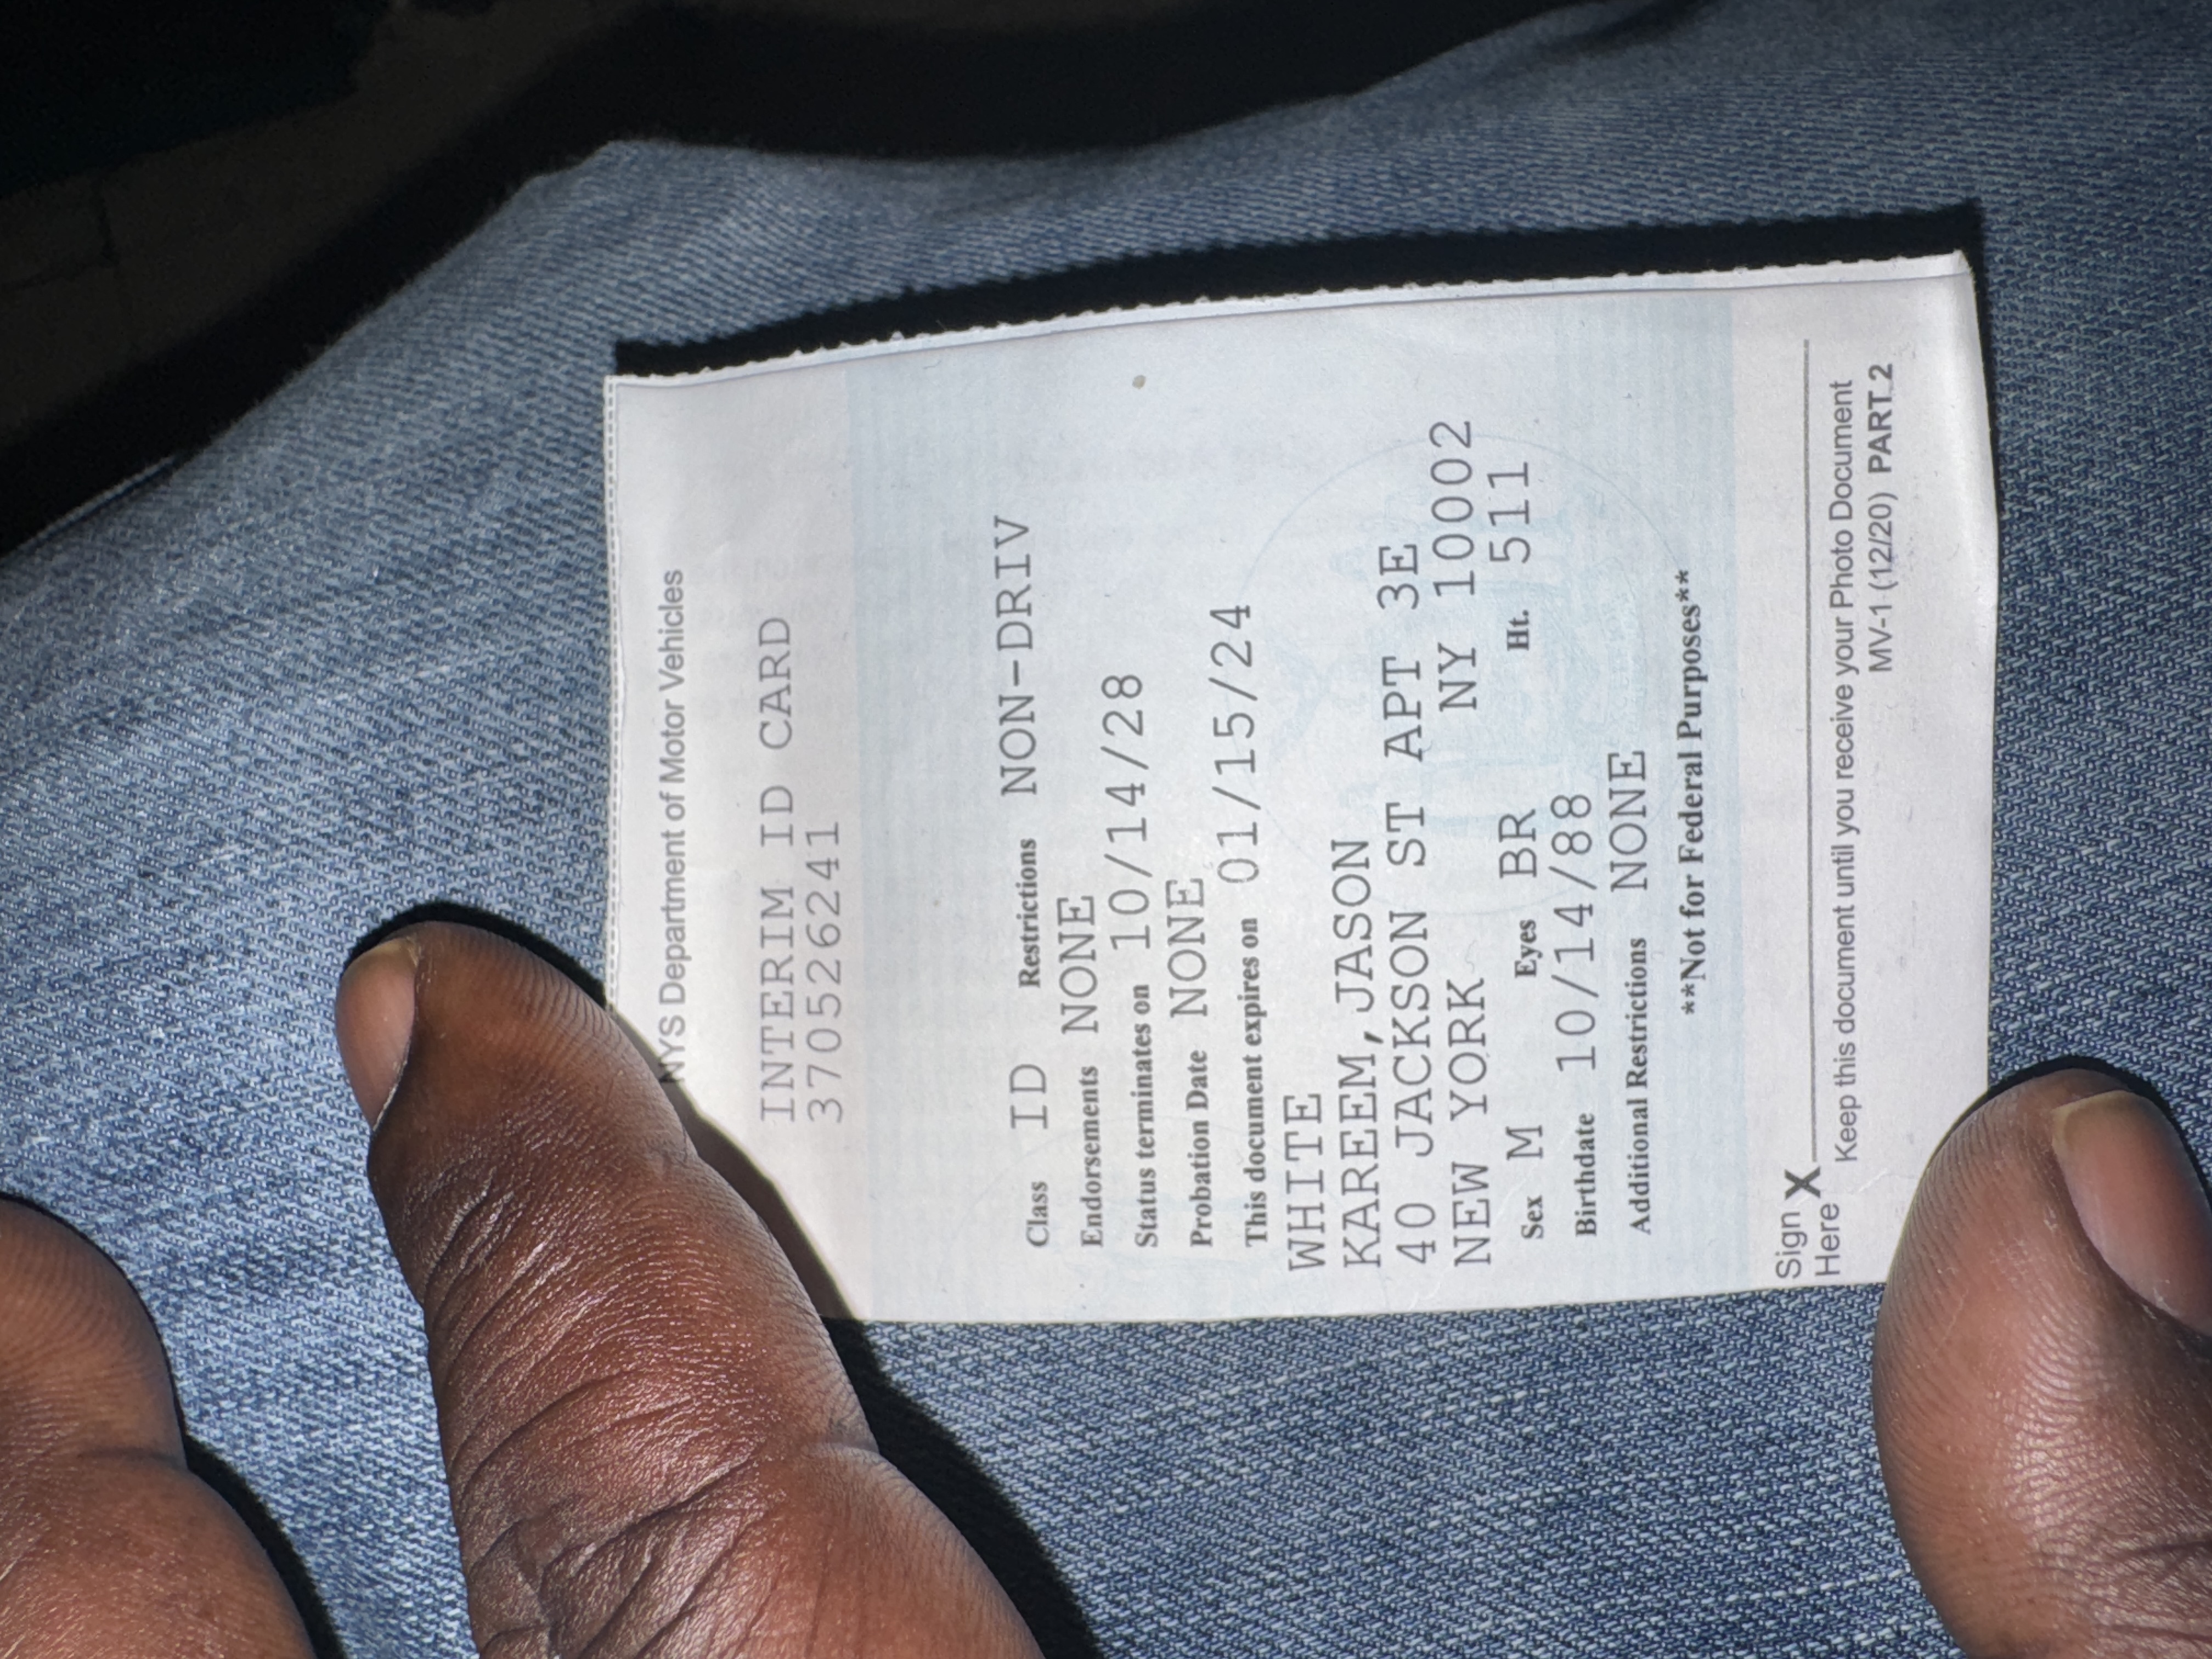 NYS Department of Motor Vehicles
INTERIM ID CARD
370526241
Class ID Restrictions NON-DRIV
Endorsements NONE
Status terminates on 10/14/28
Probation Date NONE
This document expires on 01/15/24
WHITE
KAREEM,JASON
40 JACKSON ST APT 3E
NEW YORK NY 10002
Sex M Eyes BR Ht. 511
Birthdate 10/14/88
Additional Restrictions NONE
**Not for Federal Purposes**
Sign
Here X
Keep this document until you receive your Photo Document
MV-1 (12/20) PART 2